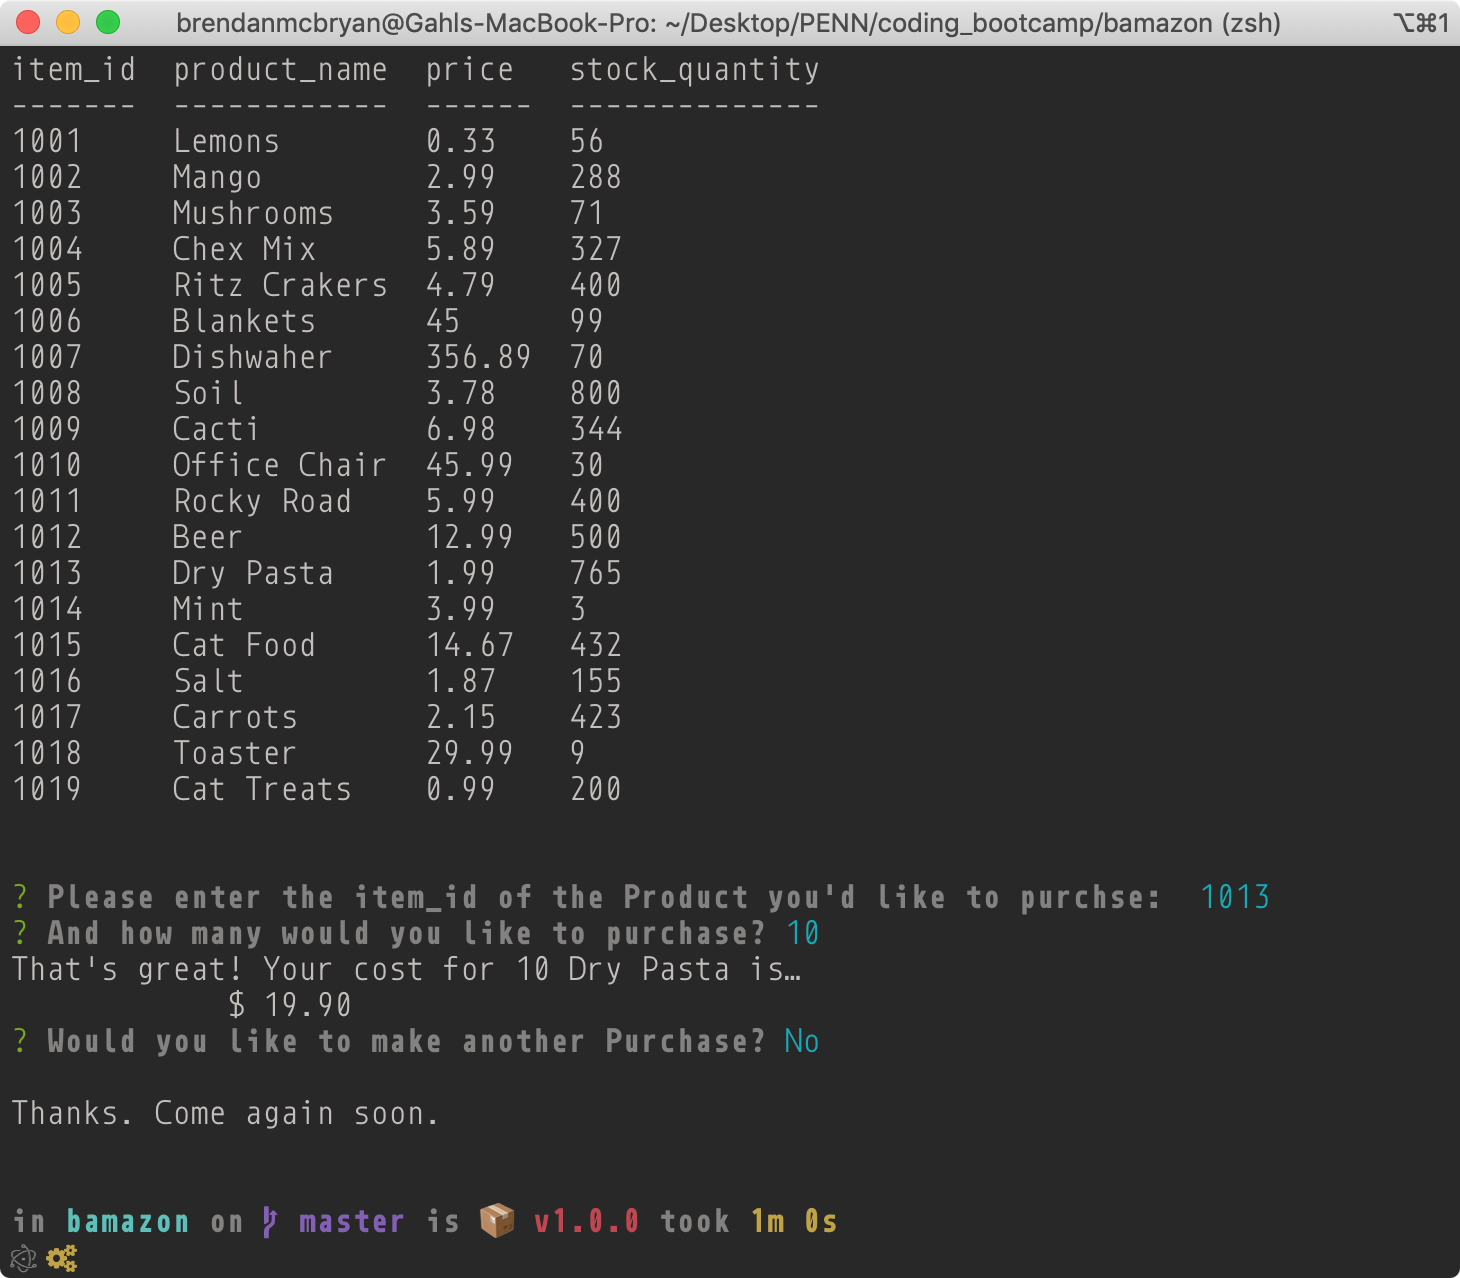 brendanmcbryan@Gahls-MacBook-Pro: ~/Desktop/PENN/coding_bootcamp/bamazon (zsh) ⌥⌘1
item_id  product_name  price   stock_quantity
-------  ------------  ------  --------------
1001     Lemons        0.33    56
1002     Mango         2.99    288
1003     Mushrooms     3.59    71
1004     Chex Mix      5.89    327
1005     Ritz Crakers  4.79    400
1006     Blankets      45      99
1007     Dishwaher     356.89  70
1008     Soil          3.78    800
1009     Cacti         6.98    344
1010     Office Chair  45.99   30
1011     Rocky Road    5.99    400
1012     Beer          12.99   500
1013     Dry Pasta     1.99    765
1014     Mint          3.99    3
1015     Cat Food      14.67   432
1016     Salt          1.87    155
1017     Carrots       2.15    423
1018     Toaster       29.99   9
1019     Cat Treats    0.99    200
? Please enter the item_id of the Product you'd like to purchse:  1013
? And how many would you like to purchase? 10
That's great! Your cost for 10 Dry Pasta is…
            $ 19.90
? Would you like to make another Purchase? No
Thanks. Come again soon.
in bamazon on master is 📦 v1.0.0 took 1m 0s